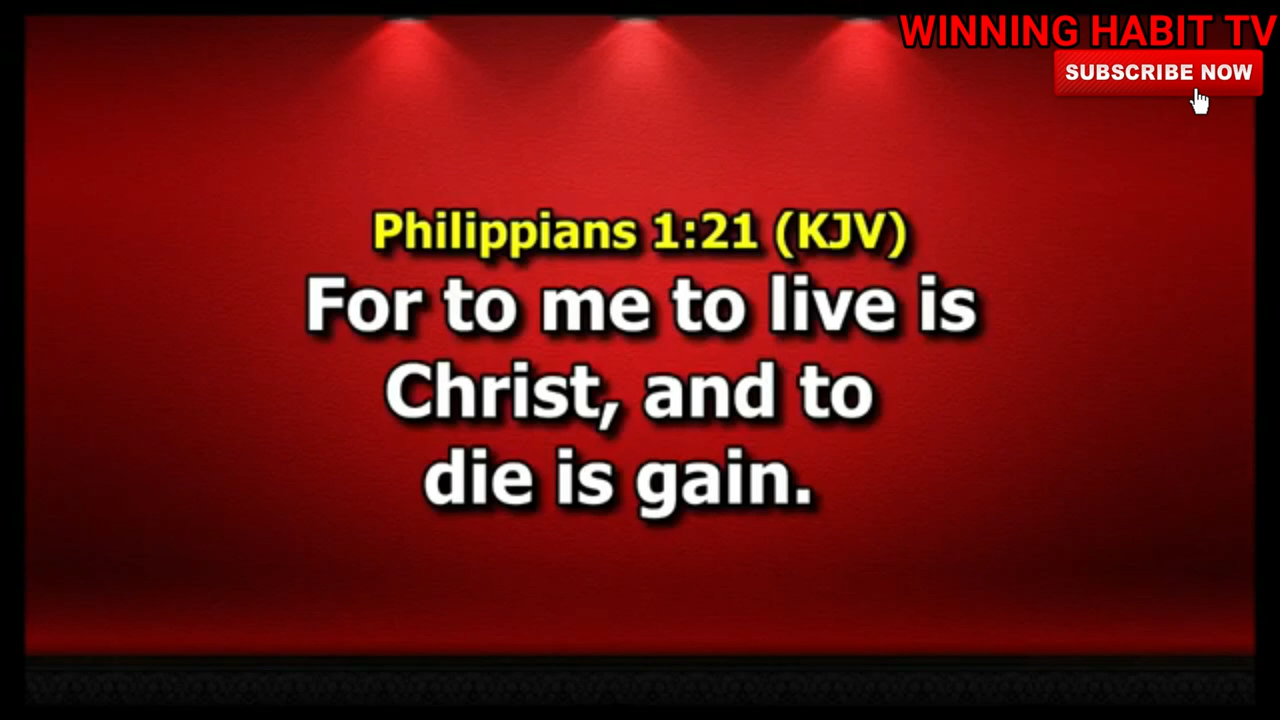 WINNING HABIT TV
SUBSCRIBE NOW
Philippians 1:21 (KJV)
For to me to live is
Christ, and to
die is gain.